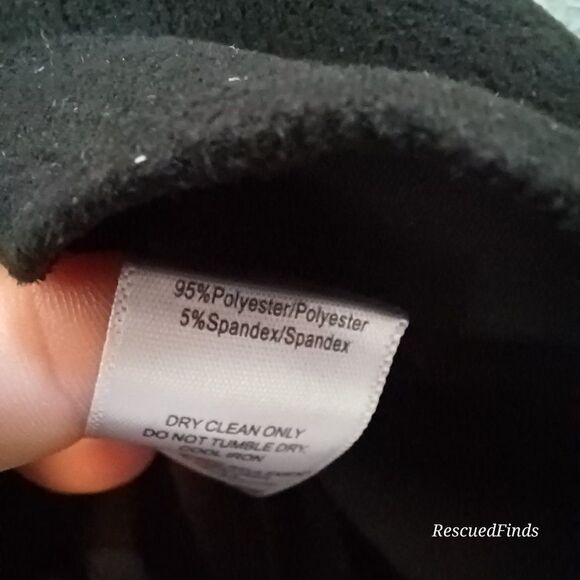 95%Polyester/Polyester
5%Spandex/Spandex
DRY CLEAN ONLY
DO NOT TUMBLE DRY.
COOL IRON
RescuedFinds